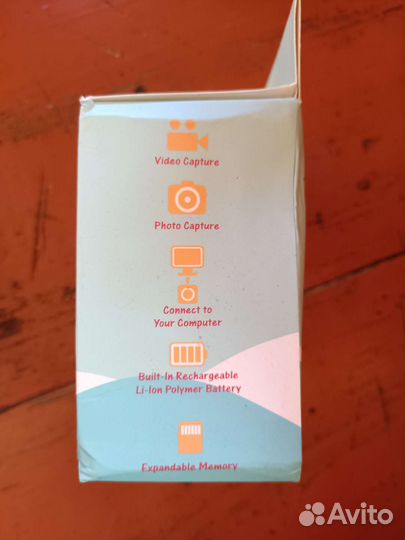 Video Capture
Photo Capture
Connect to
Your Computer
Built-In Rechargeable
Li-Ion Polymer Battery
Expandable Memory
Avito